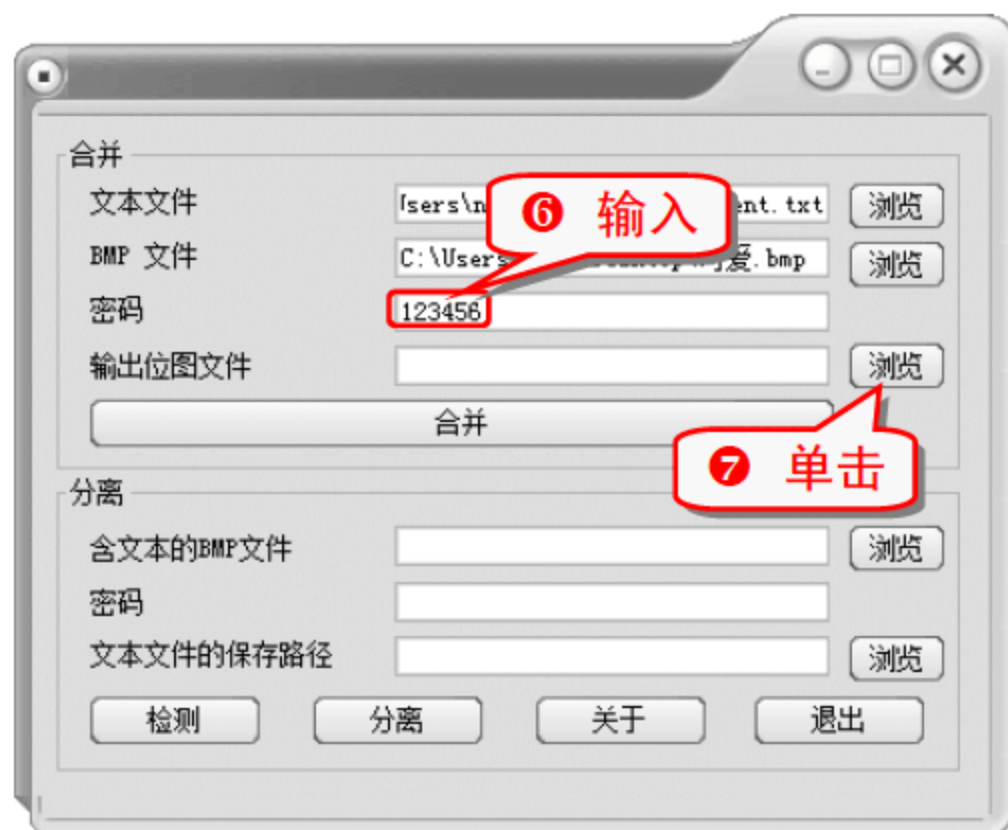 合并
文本文件 sers\n ent.txt 浏览
❻ 输入
BMP 文件 C:\Users 爱.bmp 浏览
密码 123456
输出位图文件 浏览
合并
❼ 单击
分离
含文本的BMP文件 浏览
密码
文本文件的保存路径 浏览
检测 分离 关于 退出